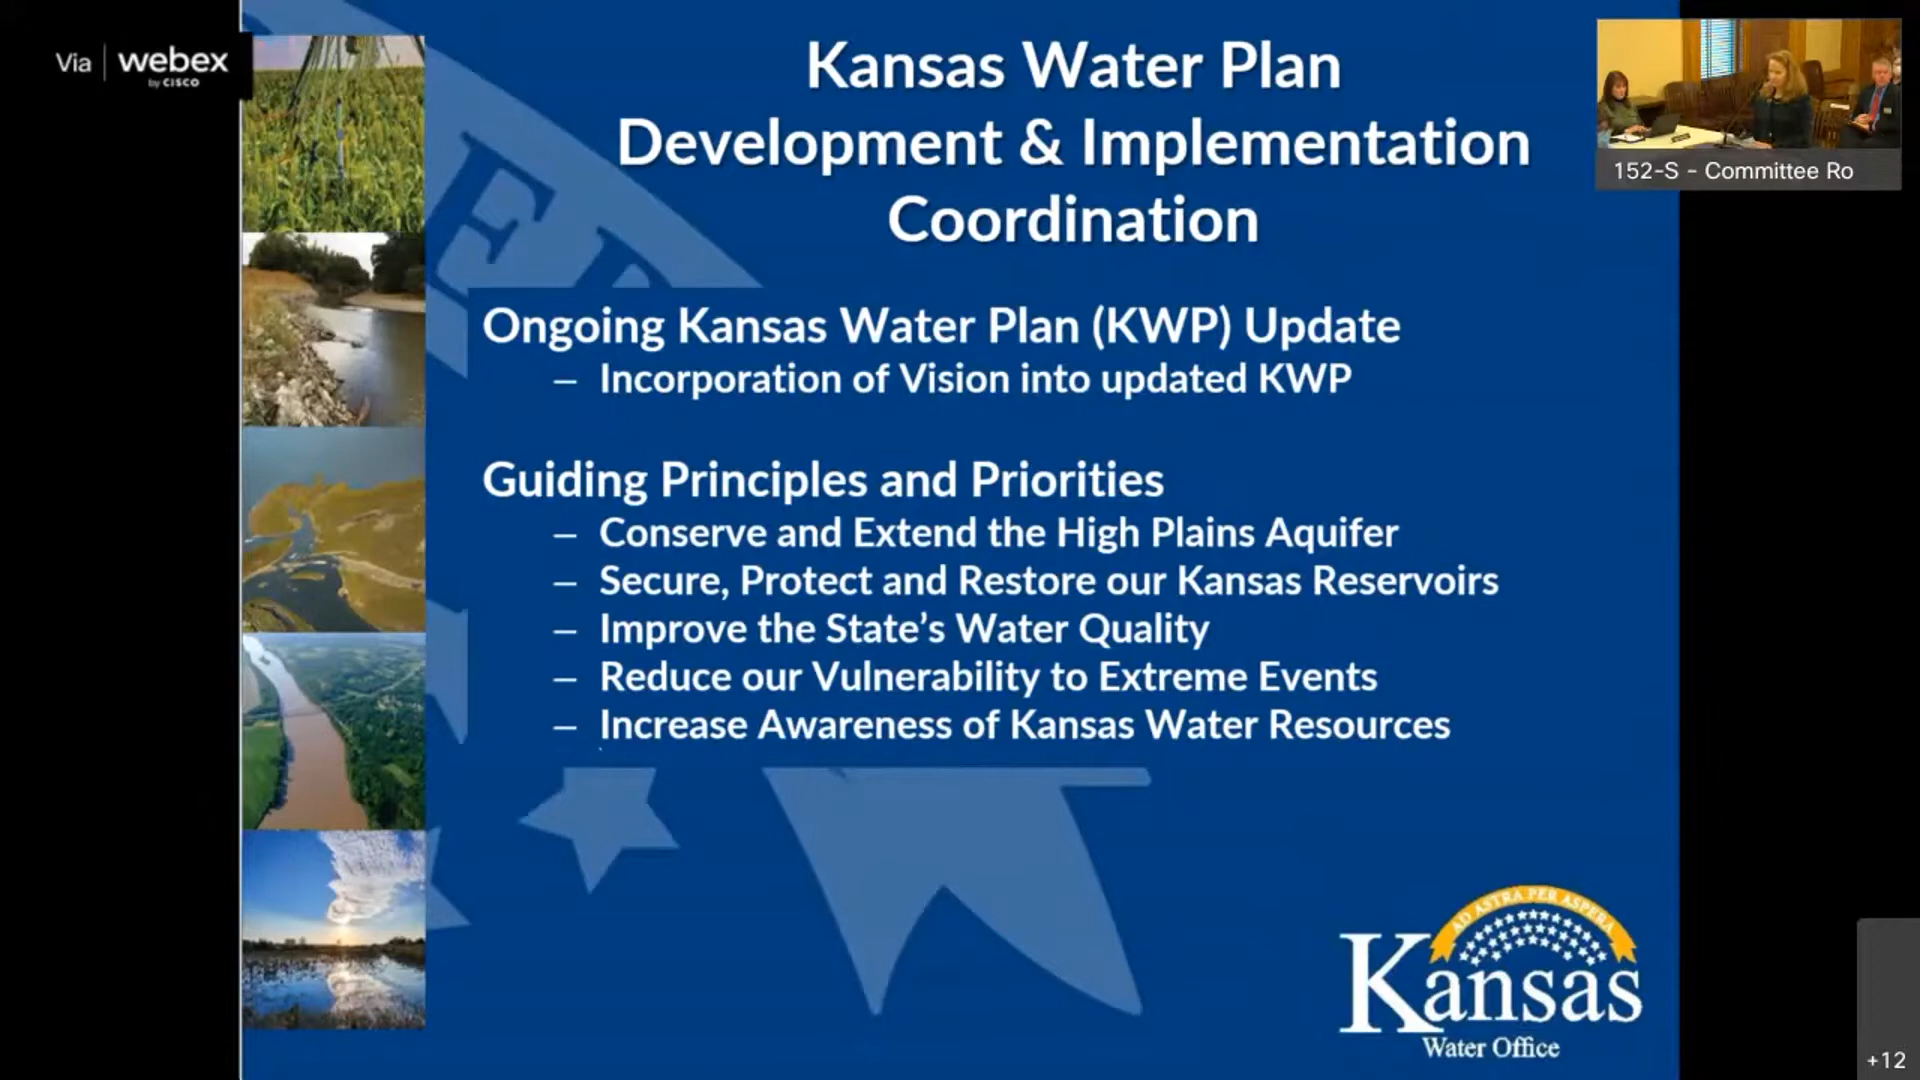 Via webex
by CISCO
Kansas Water Plan
Development & Implementation
Coordination
152-S - Committee Ro
Ongoing Kansas Water Plan (KWP) Update
– Incorporation of Vision into updated KWP
Guiding Principles and Priorities
– Conserve and Extend the High Plains Aquifer
– Secure, Protect and Restore our Kansas Reservoirs
– Improve the State’s Water Quality
– Reduce our Vulnerability to Extreme Events
– Increase Awareness of Kansas Water Resources
AD ASTRA PER ASPERA
Kansas
Water Office
+12